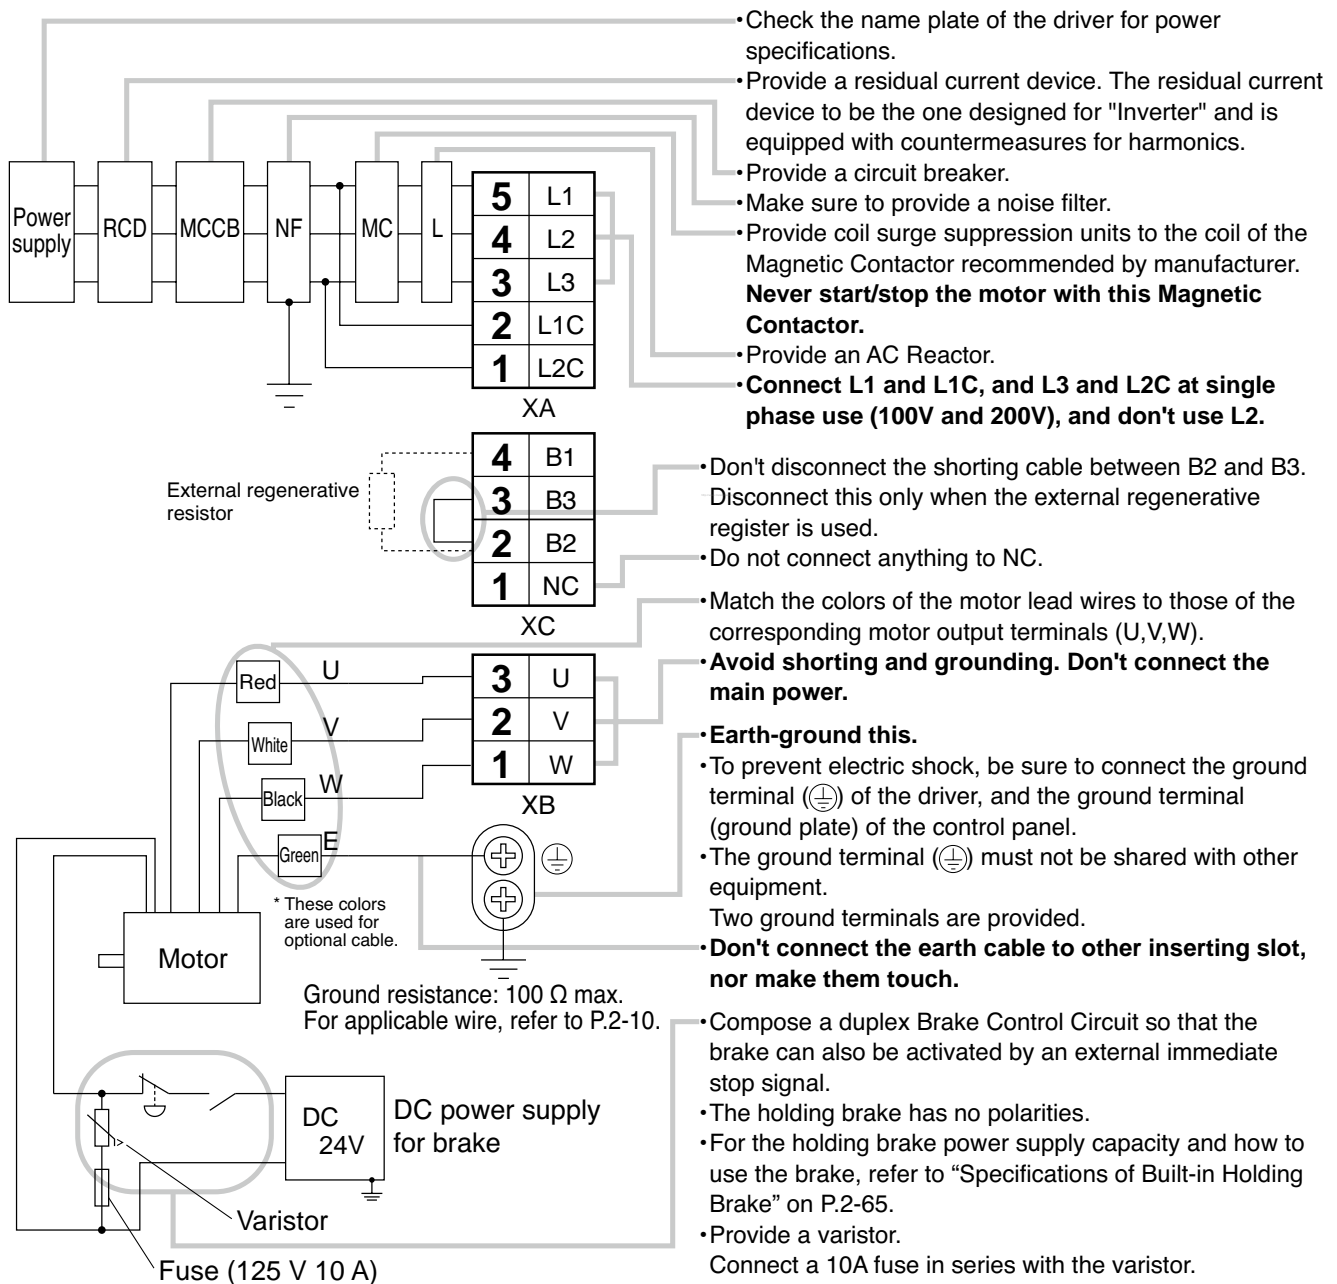 •Check the name plate of the driver for power
specifications.
•Provide a residual current device. The residual current
device to be the one designed for "Inverter" and is
equipped with countermeasures for harmonics.
•Provide a circuit breaker.
•Make sure to provide a noise filter.
•Provide coil surge suppression units to the coil of the
Magnetic Contactor recommended by manufacturer.
Never start/stop the motor with this Magnetic
Contactor.
•Provide an AC Reactor.
•Connect L1 and L1C, and L3 and L2C at single
phase use (100V and 200V), and don't use L2.
Power
supply
RCD
MCCB
NF
MC
L
5 L1
4 L2
3 L3
2 L1C
1 L2C
XA
External regenerative
resistor
4 B1
3 B3
2 B2
1 NC
XC
•Don't disconnect the shorting cable between B2 and B3.
Disconnect this only when the external regenerative
register is used.
•Do not connect anything to NC.
•Match the colors of the motor lead wires to those of the
corresponding motor output terminals (U,V,W).
•Avoid shorting and grounding. Don't connect the
main power.
Red U
White V
Black W
Green E
3 U
2 V
1 W
XB
* These colors
are used for
optional cable.
Motor
Ground resistance: 100 Ω max.
For applicable wire, refer to P.2-10.
•Earth-ground this.
•To prevent electric shock, be sure to connect the ground
terminal (⏚) of the driver, and the ground terminal
(ground plate) of the control panel.
•The ground terminal (⏚) must not be shared with other
equipment.
Two ground terminals are provided.
•Don't connect the earth cable to other inserting slot,
nor make them touch.
•Compose a duplex Brake Control Circuit so that the
brake can also be activated by an external immediate
stop signal.
•The holding brake has no polarities.
•For the holding brake power supply capacity and how to
use the brake, refer to “Specifications of Built-in Holding
Brake” on P.2-65.
•Provide a varistor.
Connect a 10A fuse in series with the varistor.
DC
24V
DC power supply
for brake
Varistor
Fuse (125 V 10 A)